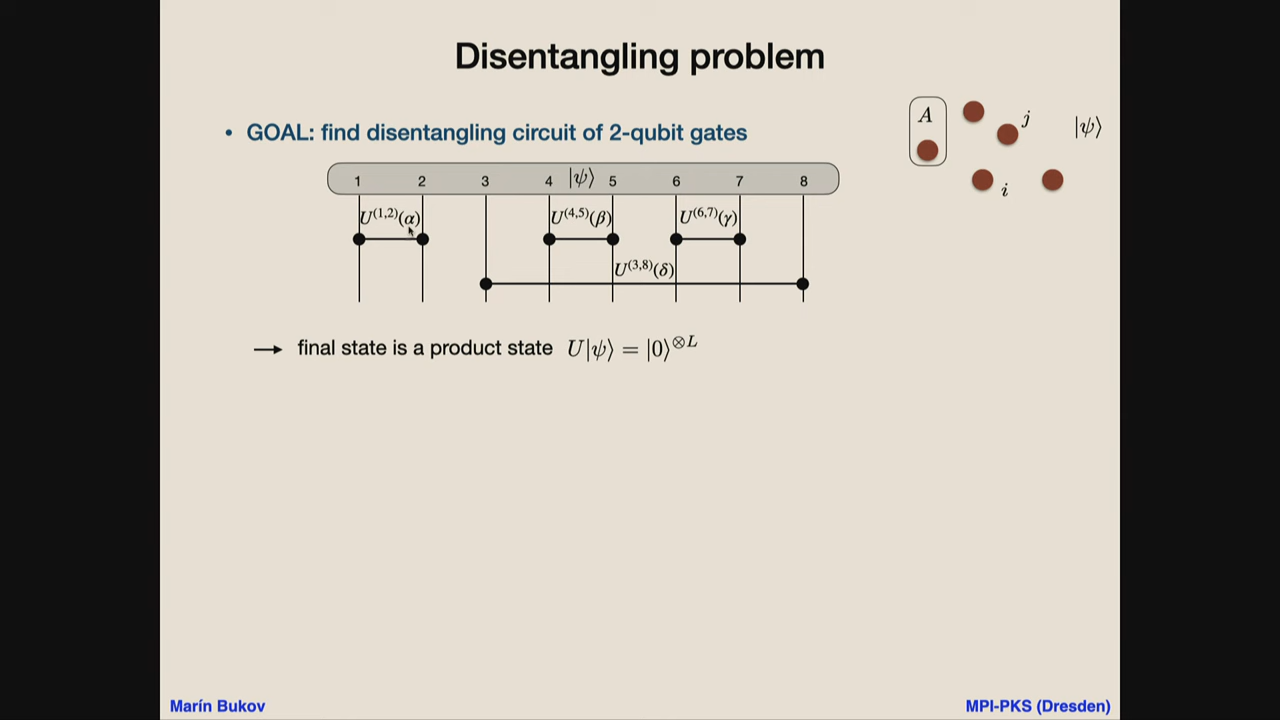 Disentangling problem
• GOAL: find disentangling circuit of 2-qubit gates
A
j
|ψ⟩
i
1 2 3 4 |ψ⟩ 5 6 7 8
U^(1,2)(α) U^(4,5)(β) U^(6,7)(γ)
U^(3,8)(δ)
→ final state is a product state U|ψ⟩ = |0⟩^⊗L
Marín Bukov
MPI-PKS (Dresden)